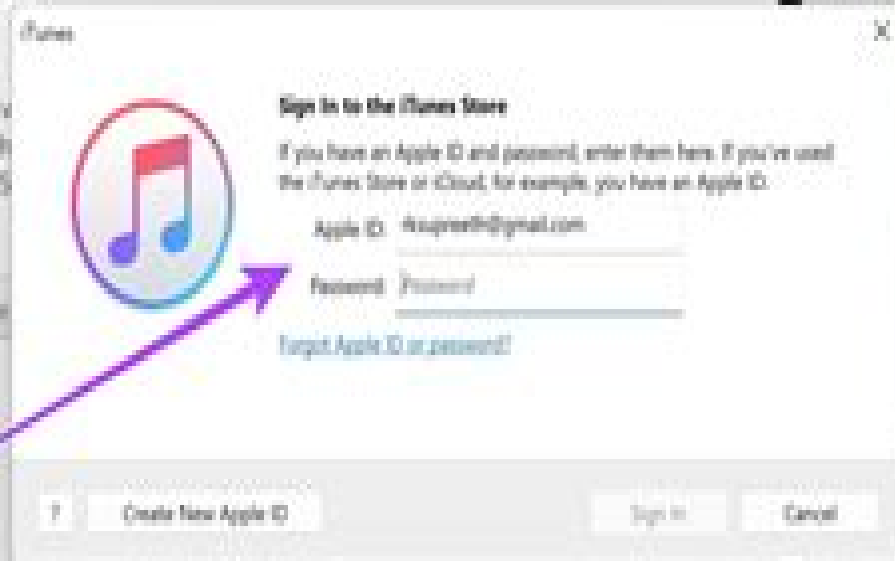 iTunes
Sign In to the iTunes Store
If you have an Apple ID and password, enter them here. If you've used
the iTunes Store or iCloud, for example, you have an Apple ID.
Apple ID:
Password: Password
Forgot Apple ID or password?
? Create New Apple ID Sign In Cancel